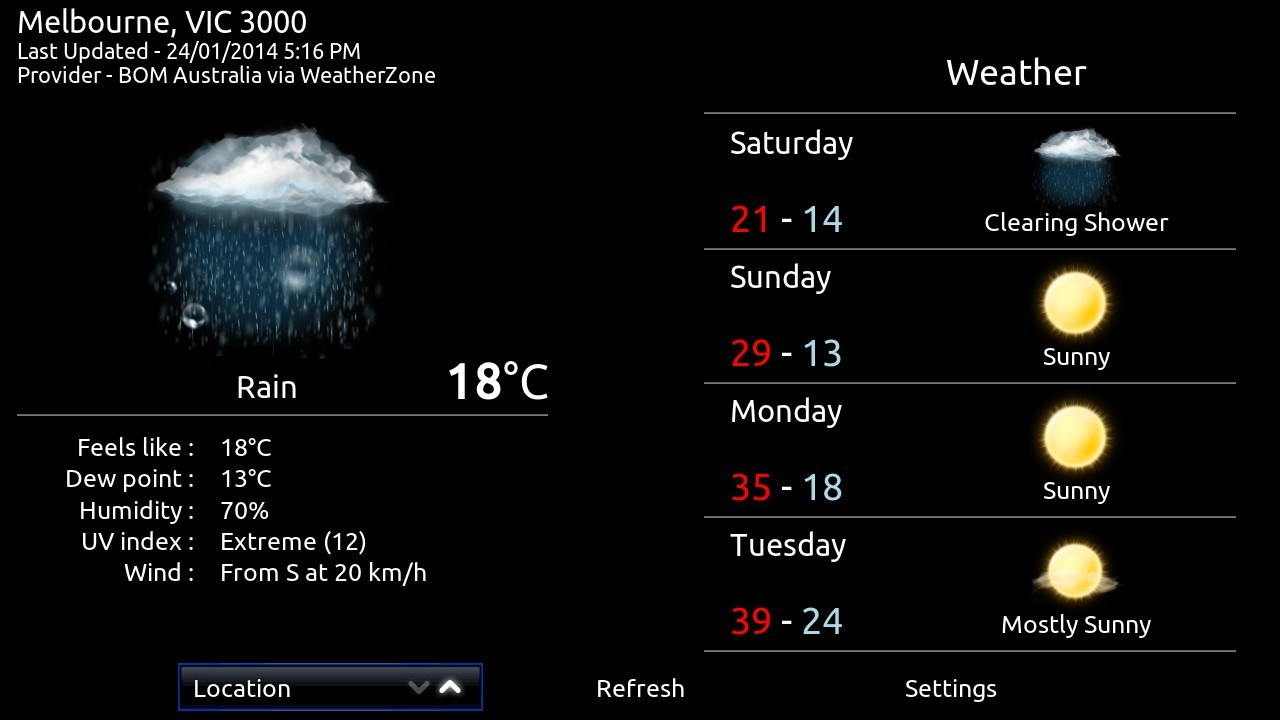 Melbourne, VIC 3000
Last Updated - 24/01/2014 5:16 PM
Provider - BOM Australia via WeatherZone
Rain
18°C
Feels like : 18°C
Dew point : 13°C
Humidity : 70%
UV index : Extreme (12)
Wind : From S at 20 km/h
Weather
Saturday
21 - 14
Clearing Shower
Sunday
29 - 13
Sunny
Monday
35 - 18
Sunny
Tuesday
39 - 24
Mostly Sunny
Location
Refresh
Settings